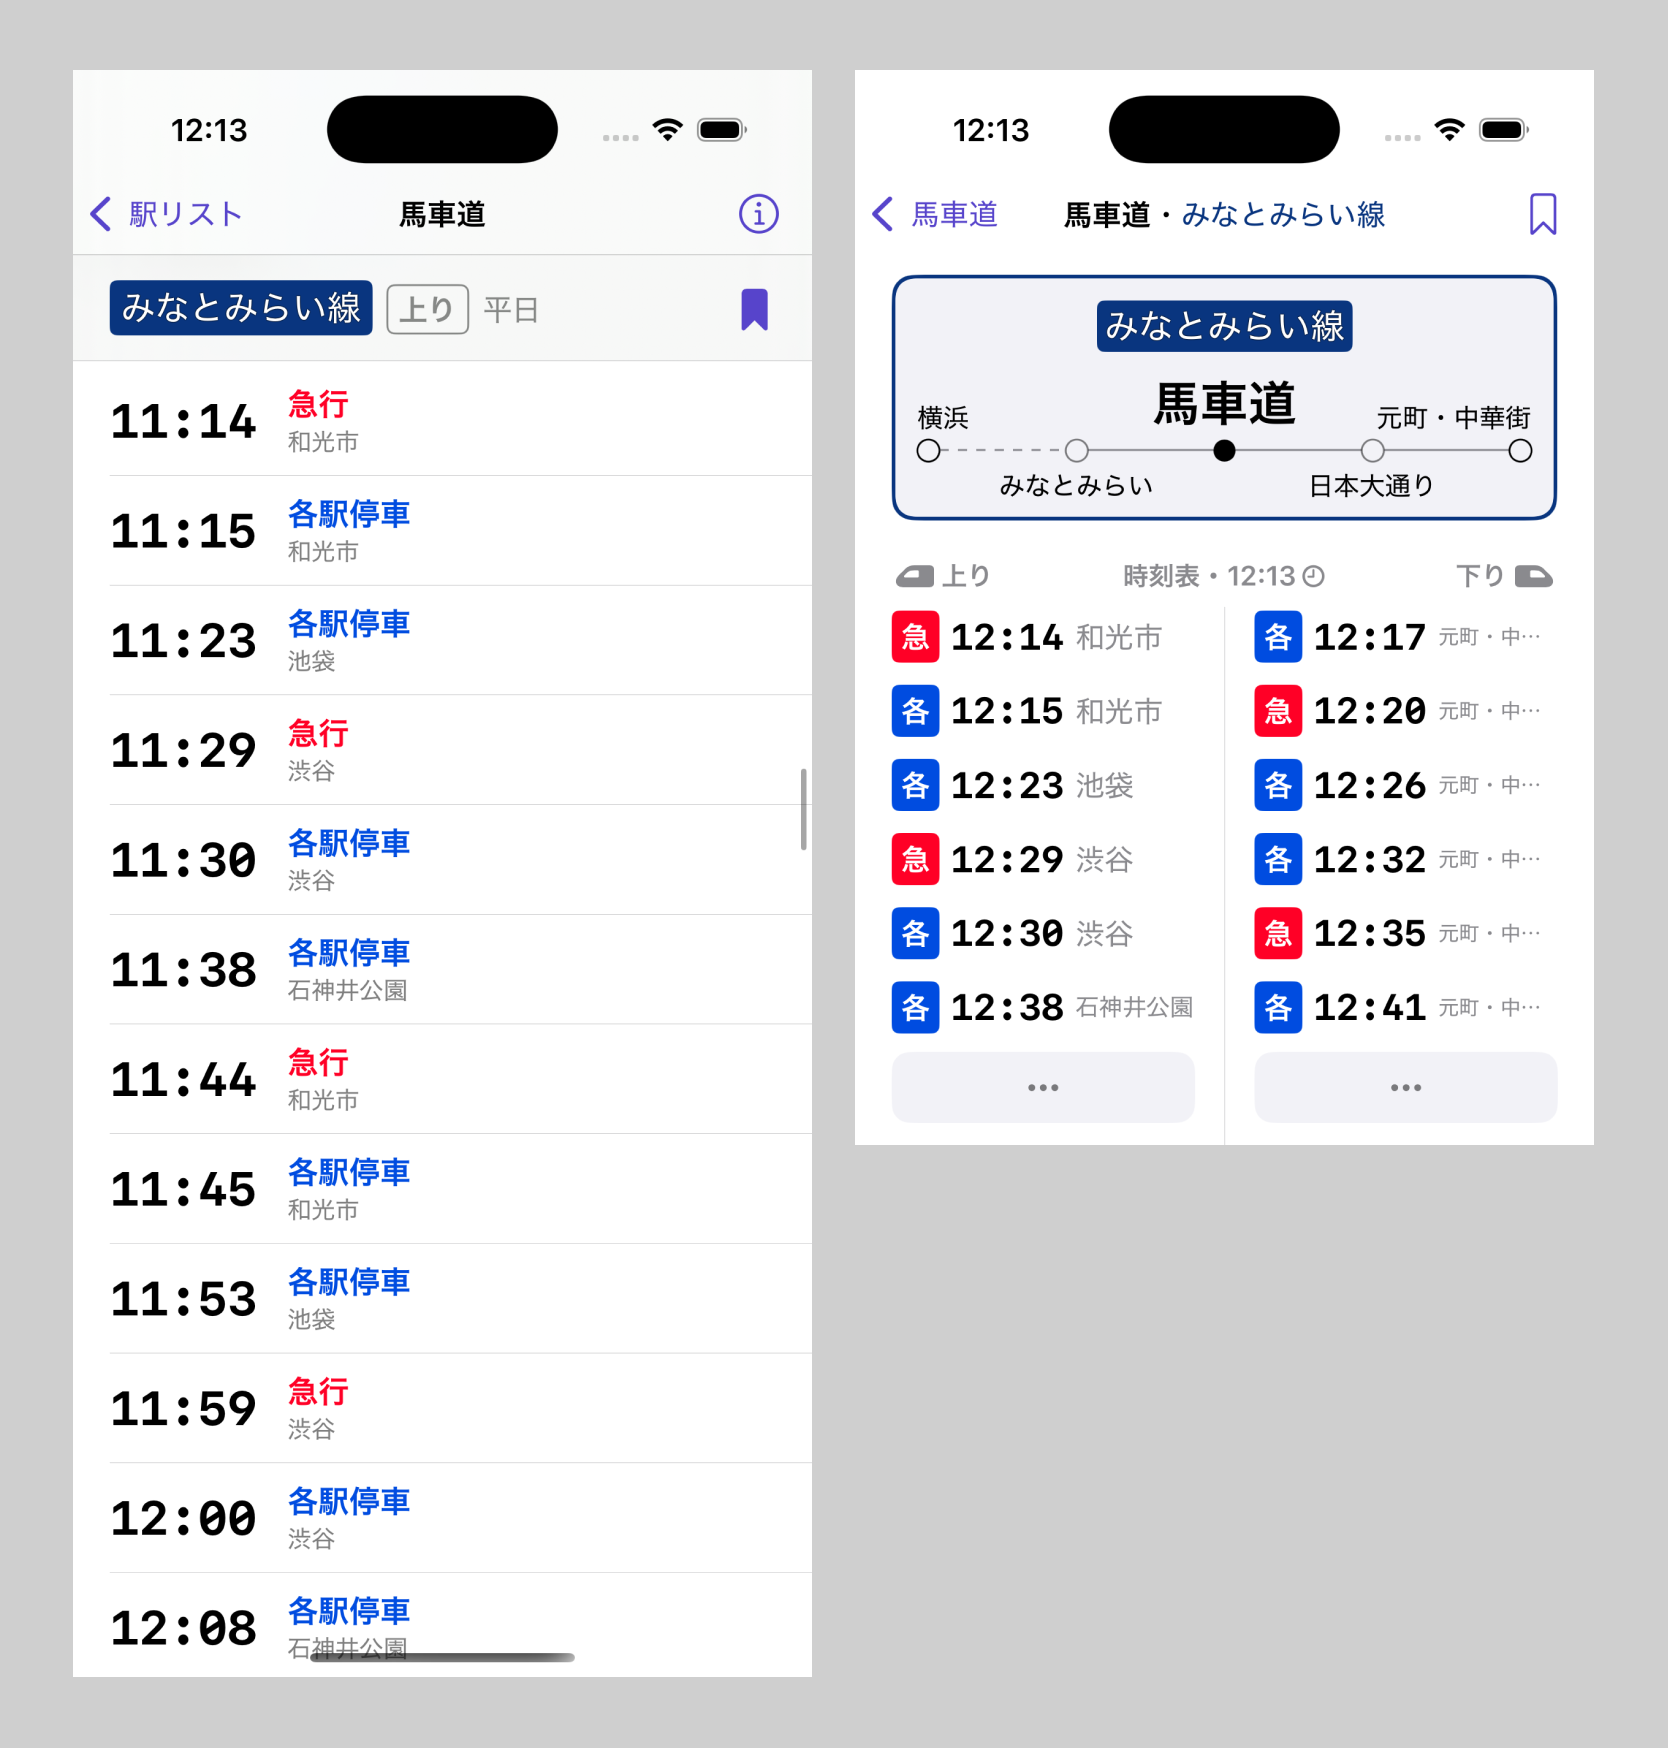 12:13
駅リスト
馬車道
みなとみらい線 上り 平日
11:14 急行
和光市
11:15 各駅停車
和光市
11:23 各駅停車
池袋
11:29 急行
渋谷
11:30 各駅停車
渋谷
11:38 各駅停車
石神井公園
11:44 急行
和光市
11:45 各駅停車
和光市
11:53 各駅停車
池袋
11:59 急行
渋谷
12:00 各駅停車
渋谷
12:08 各駅停車
石神井公園
12:13
馬車道
馬車道・みなとみらい線
みなとみらい線
馬車道
横浜
元町・中華街
みなとみらい
日本大通り
上り
時刻表・12:13
下り
急 12:14 和光市
各 12:15 和光市
各 12:23 池袋
急 12:29 渋谷
各 12:30 渋谷
各 12:38 石神井公園
•••
各 12:17 元町・中…
急 12:20 元町・中…
各 12:26 元町・中…
各 12:32 元町・中…
急 12:35 元町・中…
各 12:41 元町・中…
•••